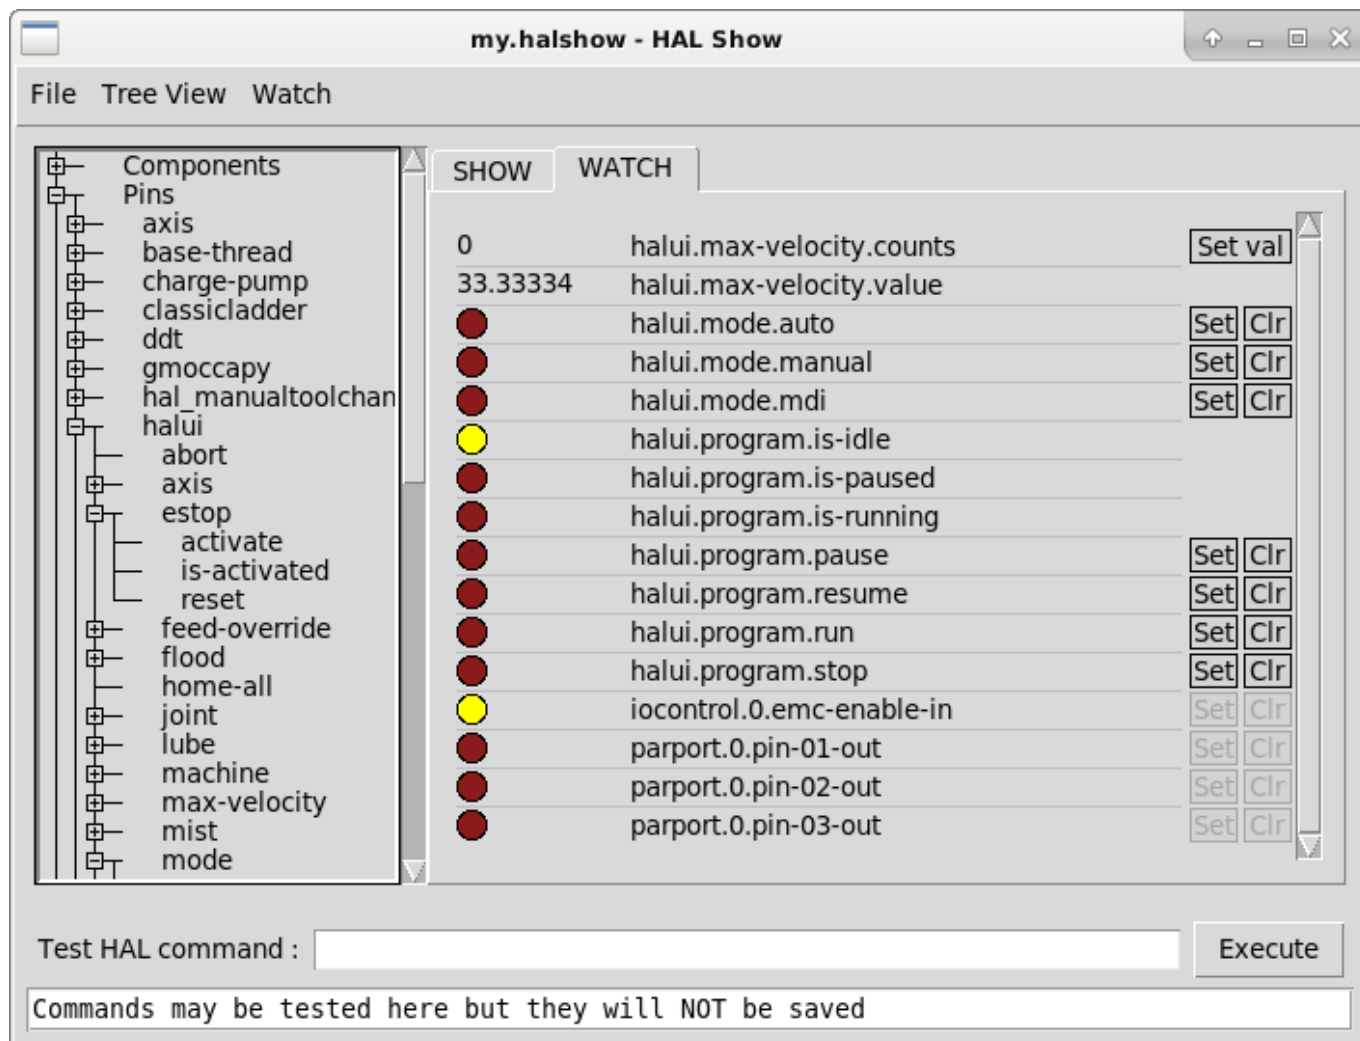 my.halshow - HAL Show
File Tree View Watch
Components
Pins
axis
base-thread
charge-pump
classicladder
ddt
gmoccapy
hal_manualtoolchan
halui
abort
axis
estop
activate
is-activated
reset
feed-override
flood
home-all
joint
lube
machine
max-velocity
mist
mode
SHOW WATCH
0 halui.max-velocity.counts Set val
33.33334 halui.max-velocity.value
halui.mode.auto Set Clr
halui.mode.manual Set Clr
halui.mode.mdi Set Clr
halui.program.is-idle
halui.program.is-paused
halui.program.is-running
halui.program.pause Set Clr
halui.program.resume Set Clr
halui.program.run Set Clr
halui.program.stop Set Clr
iocontrol.0.emc-enable-in Set Clr
parport.0.pin-01-out Set Clr
parport.0.pin-02-out Set Clr
parport.0.pin-03-out Set Clr
Test HAL command : Execute
Commands may be tested here but they will NOT be saved